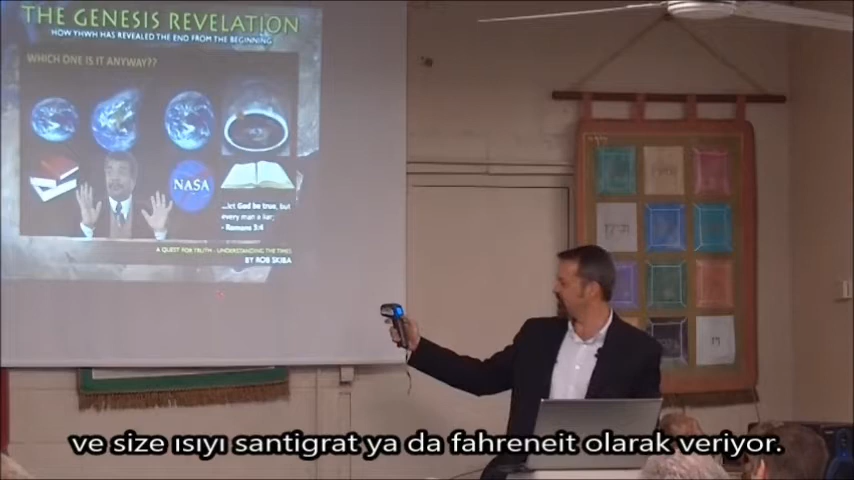 THE GENESIS REVELATION
HOW YHWH HAS REVEALED THE END FROM THE BEGINNING
WHICH ONE IS IT ANYWAY??
NASA
...let God be true, but
every man a liar;
- Romans 3:4
A QUEST FOR TRUTH - UNDERSTANDING THE TIMES
BY ROB SKIBA
ve size ısıyı santigrat ya da fahreneit olarak veriyor.